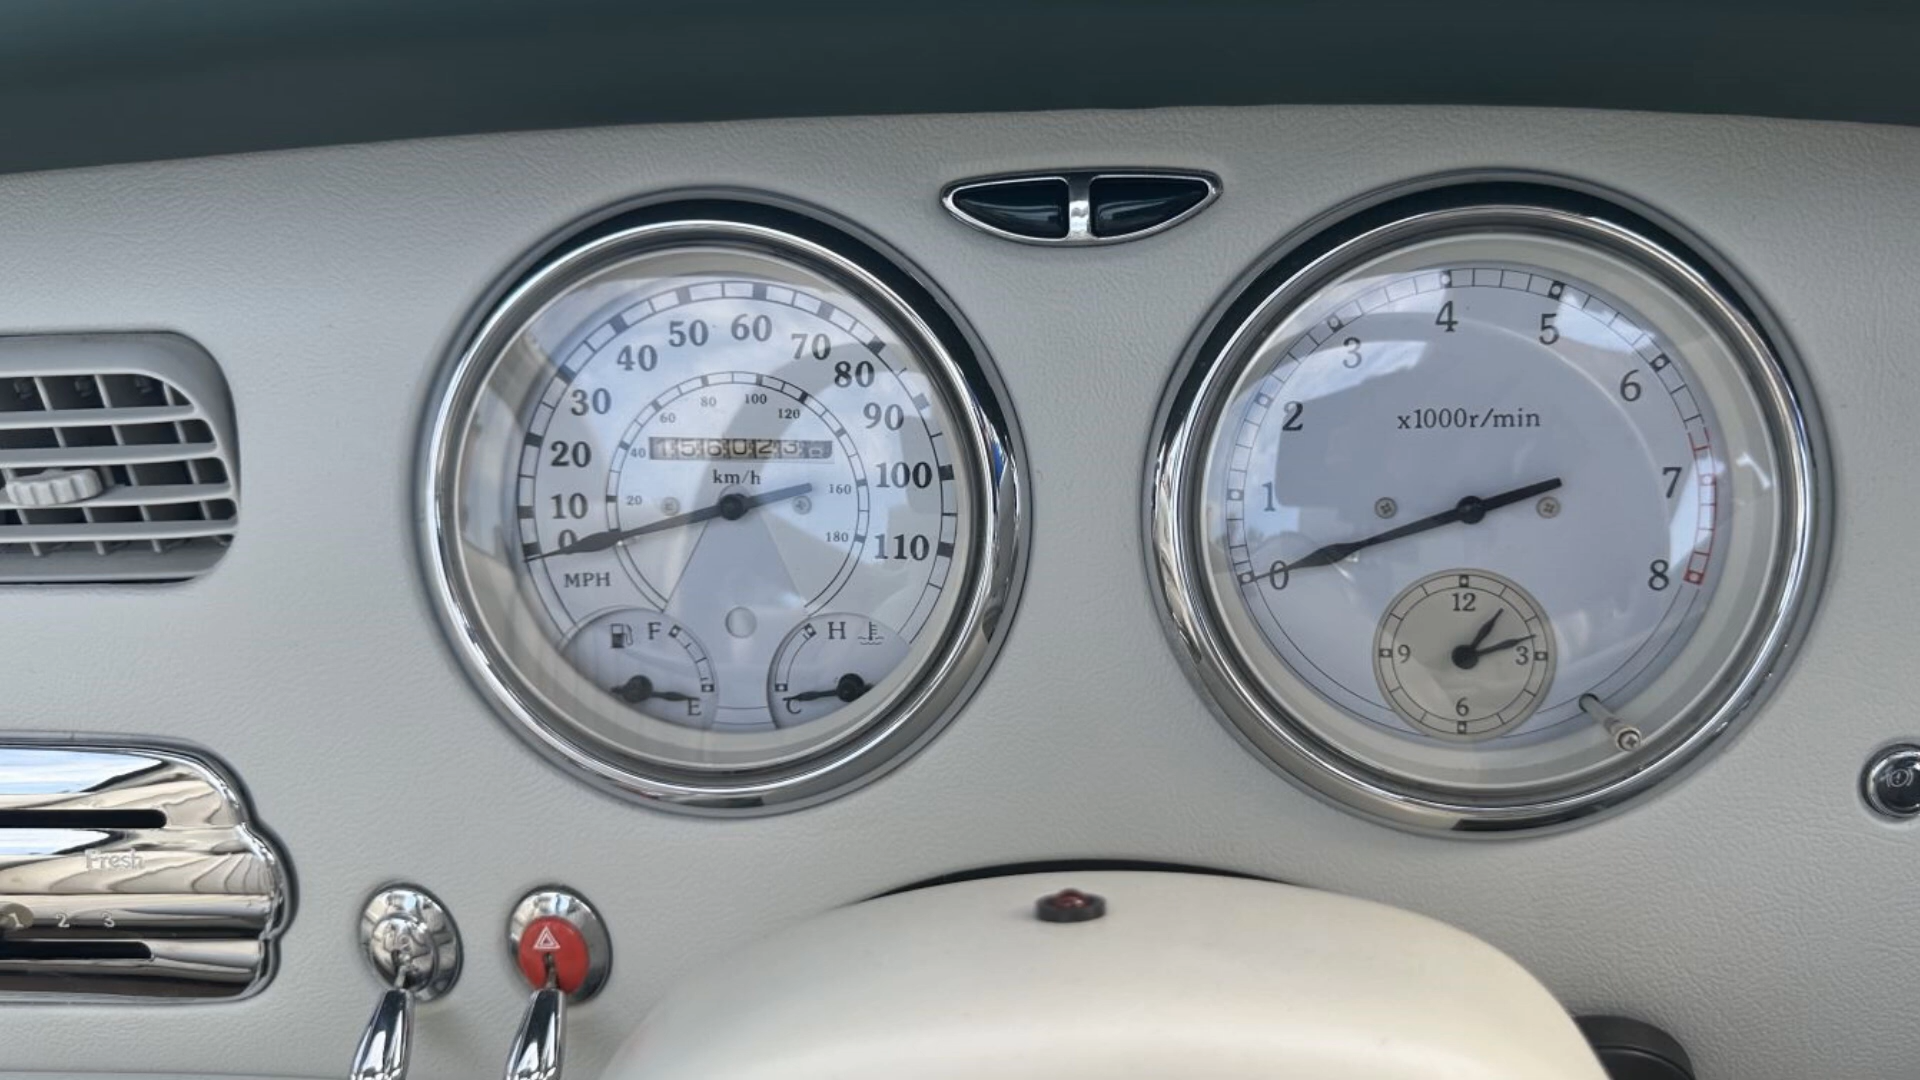 50 60
40 70
30 80
20 90
10 100
0 110
MPH
80 100
60 120
40
20 160
180
156023
km/h
F
E
H
C
4 5
3 6
2
1 7
0 8
x1000r/min
12
9 3
6
Fresh
1 2 3